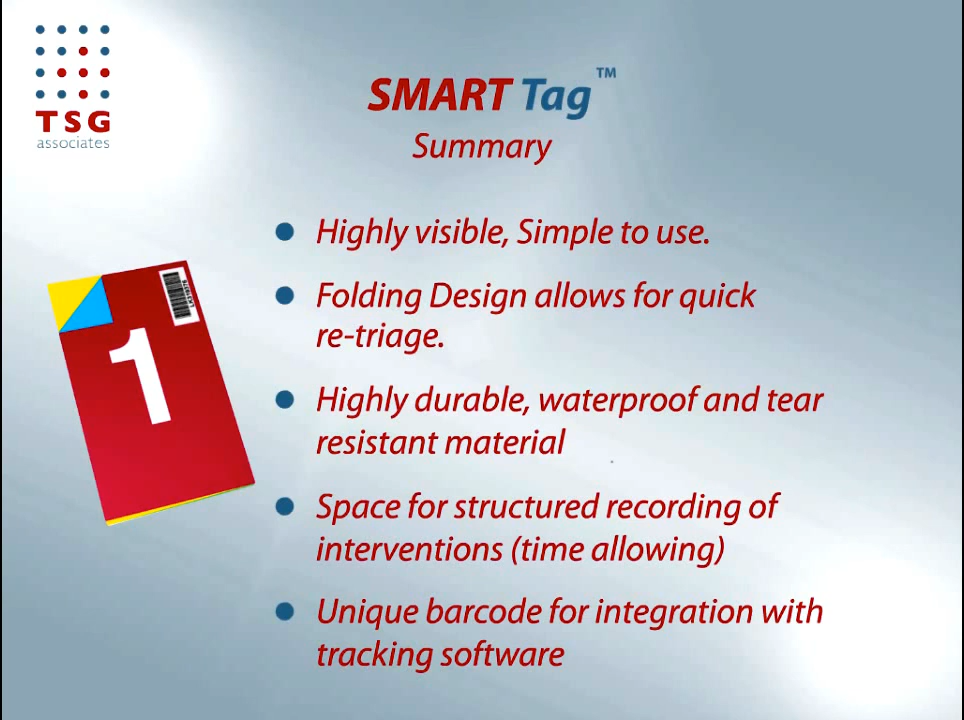 TSG
associates
SMART Tag™
Summary
Highly visible, Simple to use.
Folding Design allows for quick
re-triage.
Highly durable, waterproof and tear
resistant material
Space for structured recording of
interventions (time allowing)
Unique barcode for integration with
tracking software
1